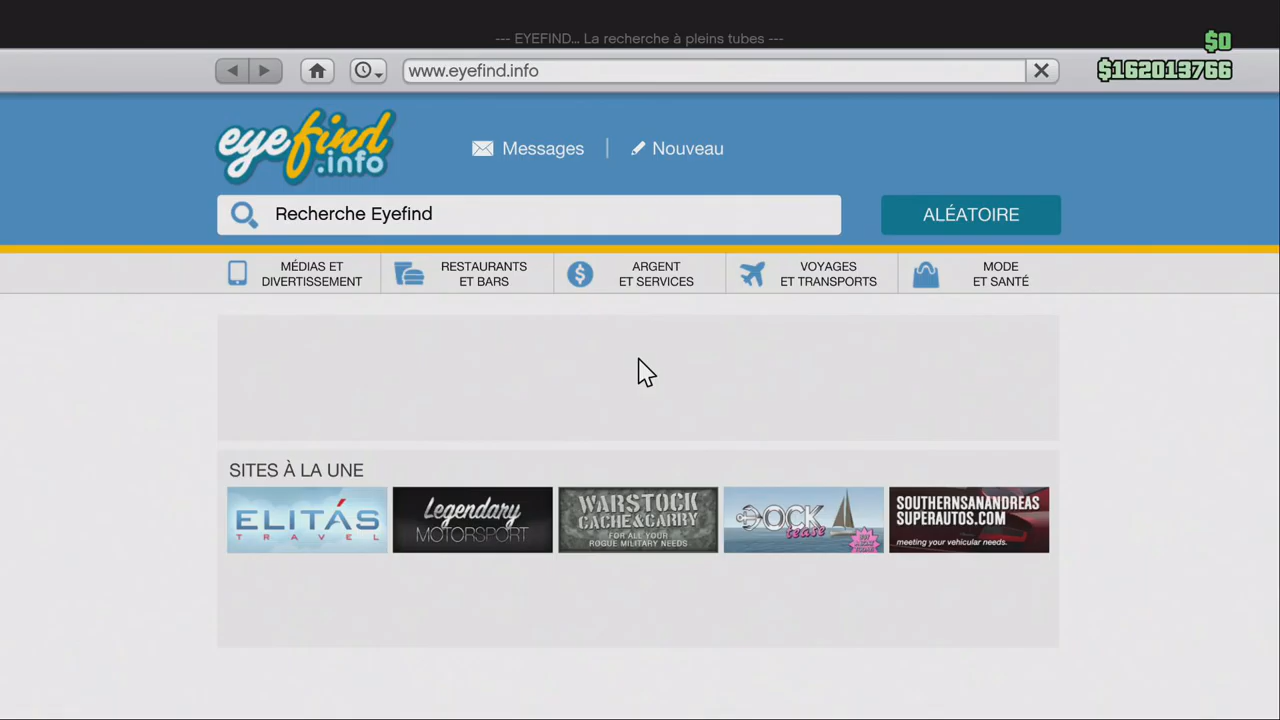 --- EYEFIND... La recherche à pleins tubes ---
$0
www.eyefind.info
$162013766
eyefind
.info
Messages
Nouveau
Recherche Eyefind
ALÉATOIRE
MÉDIAS ET
DIVERTISSEMENT
RESTAURANTS
ET BARS
ARGENT
ET SERVICES
VOYAGES
ET TRANSPORTS
MODE
ET SANTÉ
SITES À LA UNE
ELITÁS
TRAVEL
Legendary
MOTORSPORT
WARSTOCK
CACHE&CARRY
FOR ALL YOUR
ROGUE MILITARY NEEDS
DOCK
tease
SOUTHERNSANANDREAS
SUPERAUTOS.COM
meeting your vehicular needs.